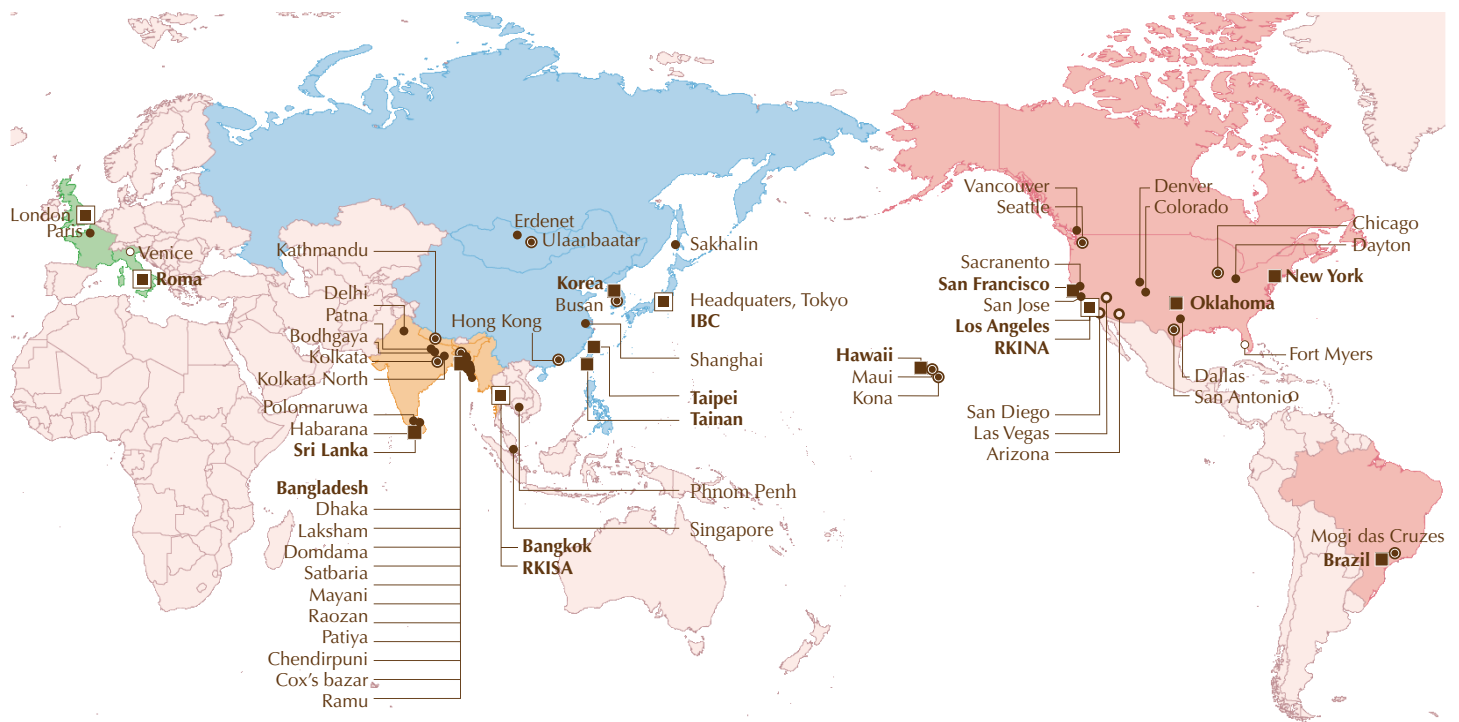 London
Paris
Venice
Roma
Kathmandu
Delhi
Patna
Bodhgaya
Kolkata
Kolkata North
Polonnaruwa
Habarana
Sri Lanka
Bangladesh
Dhaka
Laksham
Domdama
Satbaria
Mayani
Raozan
Patiya
Chendirpuni
Cox's bazar
Ramu
Erdenet
Ulaanbaatar
Sakhalin
Korea
Busan
Headquaters, Tokyo
IBC
Hong Kong
Shanghai
Taipei
Tainan
Phnom Penh
Singapore
Bangkok
RKISA
Hawaii
Maui
Kona
Vancouver
Seattle
Sacranento
San Francisco
San Jose
Los Angeles
RKINA
San Diego
Las Vegas
Arizona
Denver
Colorado
Chicago
Dayton
New York
Oklahoma
Fort Myers
Dallas
San Antonio
Mogi das Cruzes
Brazil